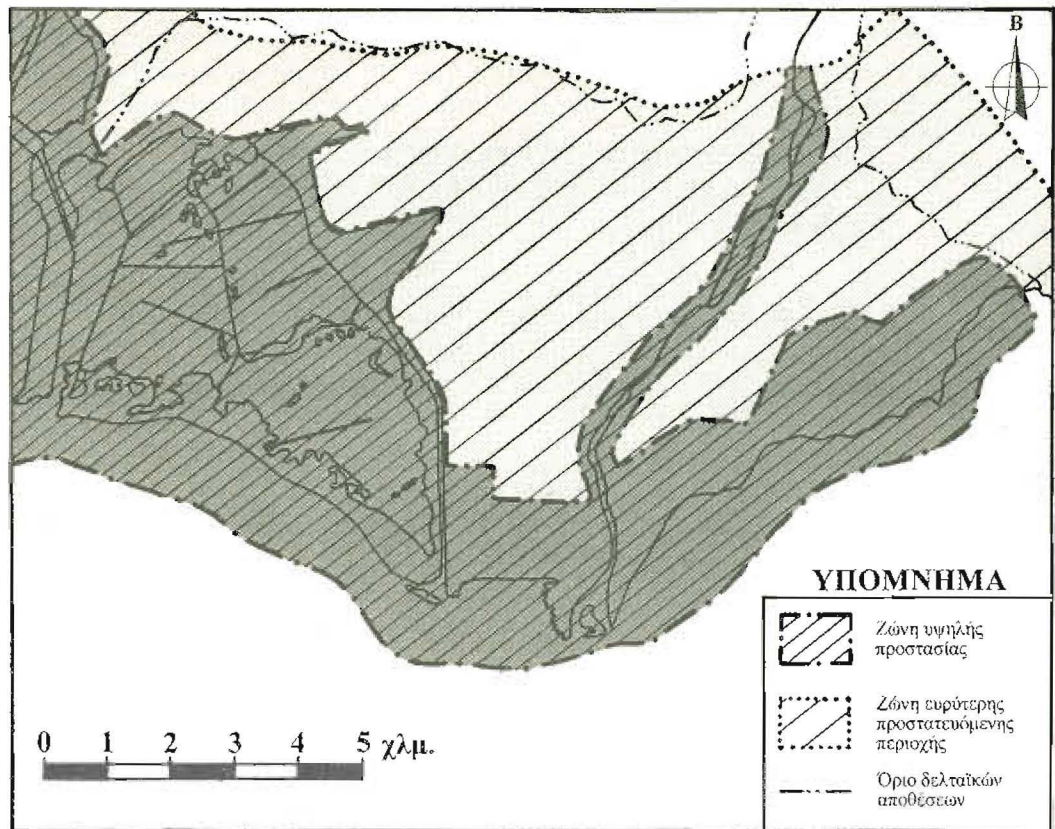 Β
ΥΠΟΜΝΗΜΑ
Ζώνη υψηλής
προστασίας
Ζώνη ευρύτερης
προστατευόμενης
περιοχής
Όριο δελταϊκών
αποθέσεων
0 1 2 3 4 5 χλμ.